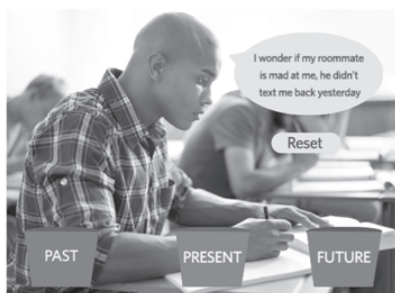 I wonder if my roommate
is mad at me, he didn't
text me back yesterday
Reset
PAST
PRESENT
FUTURE